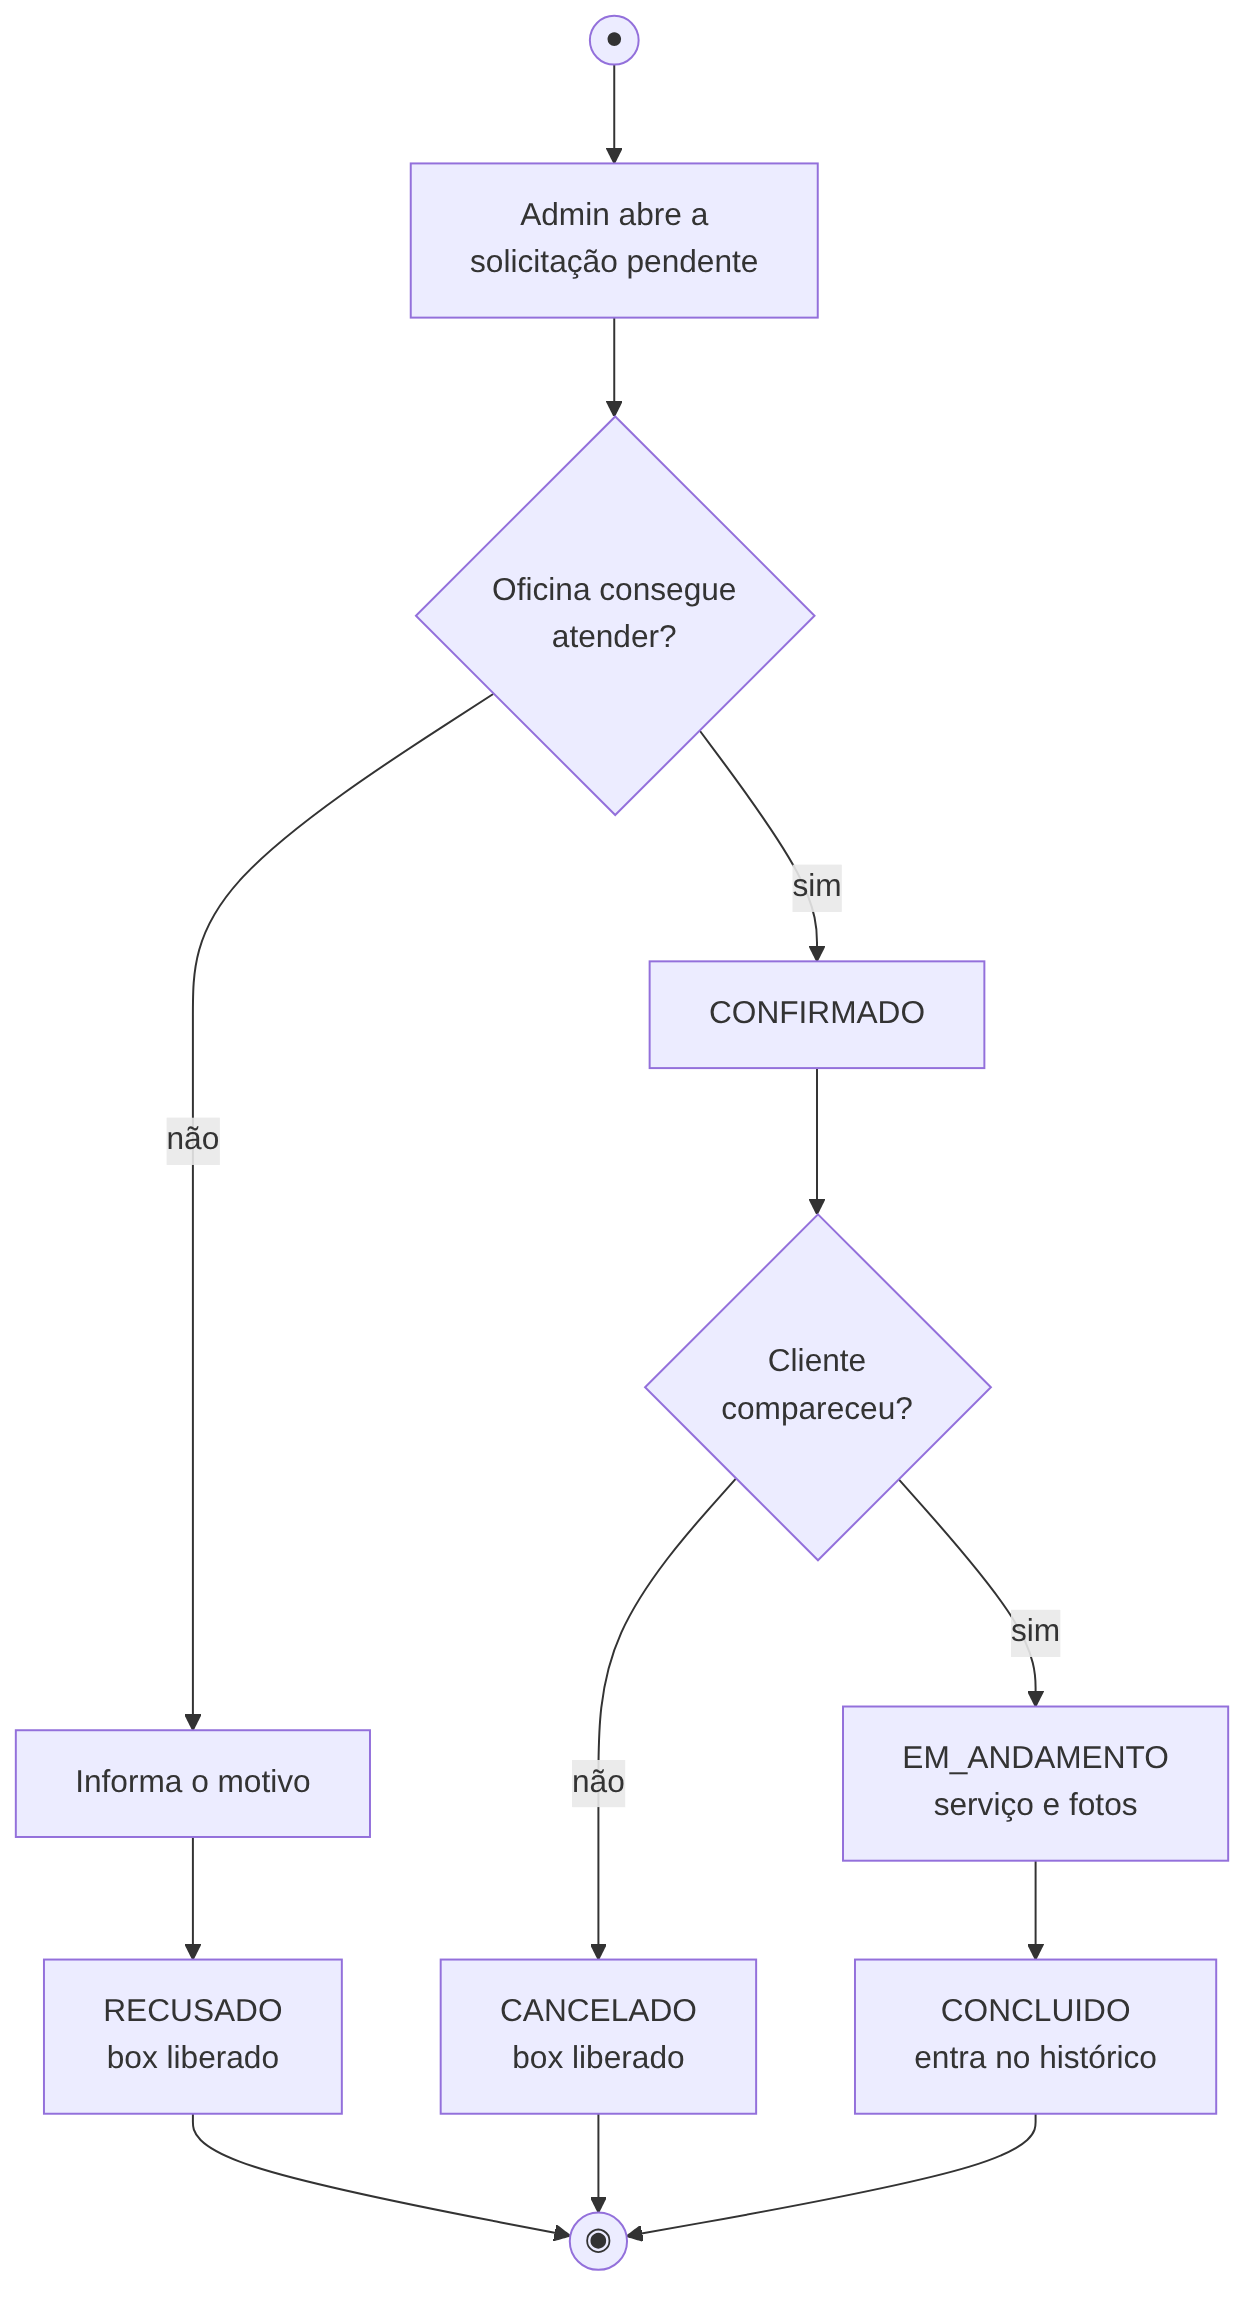 Admin abre a
solicitação pendente
Oficina consegue
atender?
sim
CONFIRMADO
não
Cliente
compareceu?
sim
Informa o motivo
não
EM_ANDAMENTO
serviço e fotos
RECUSADO
box liberado
CANCELADO
box liberado
CONCLUIDO
entra no histórico